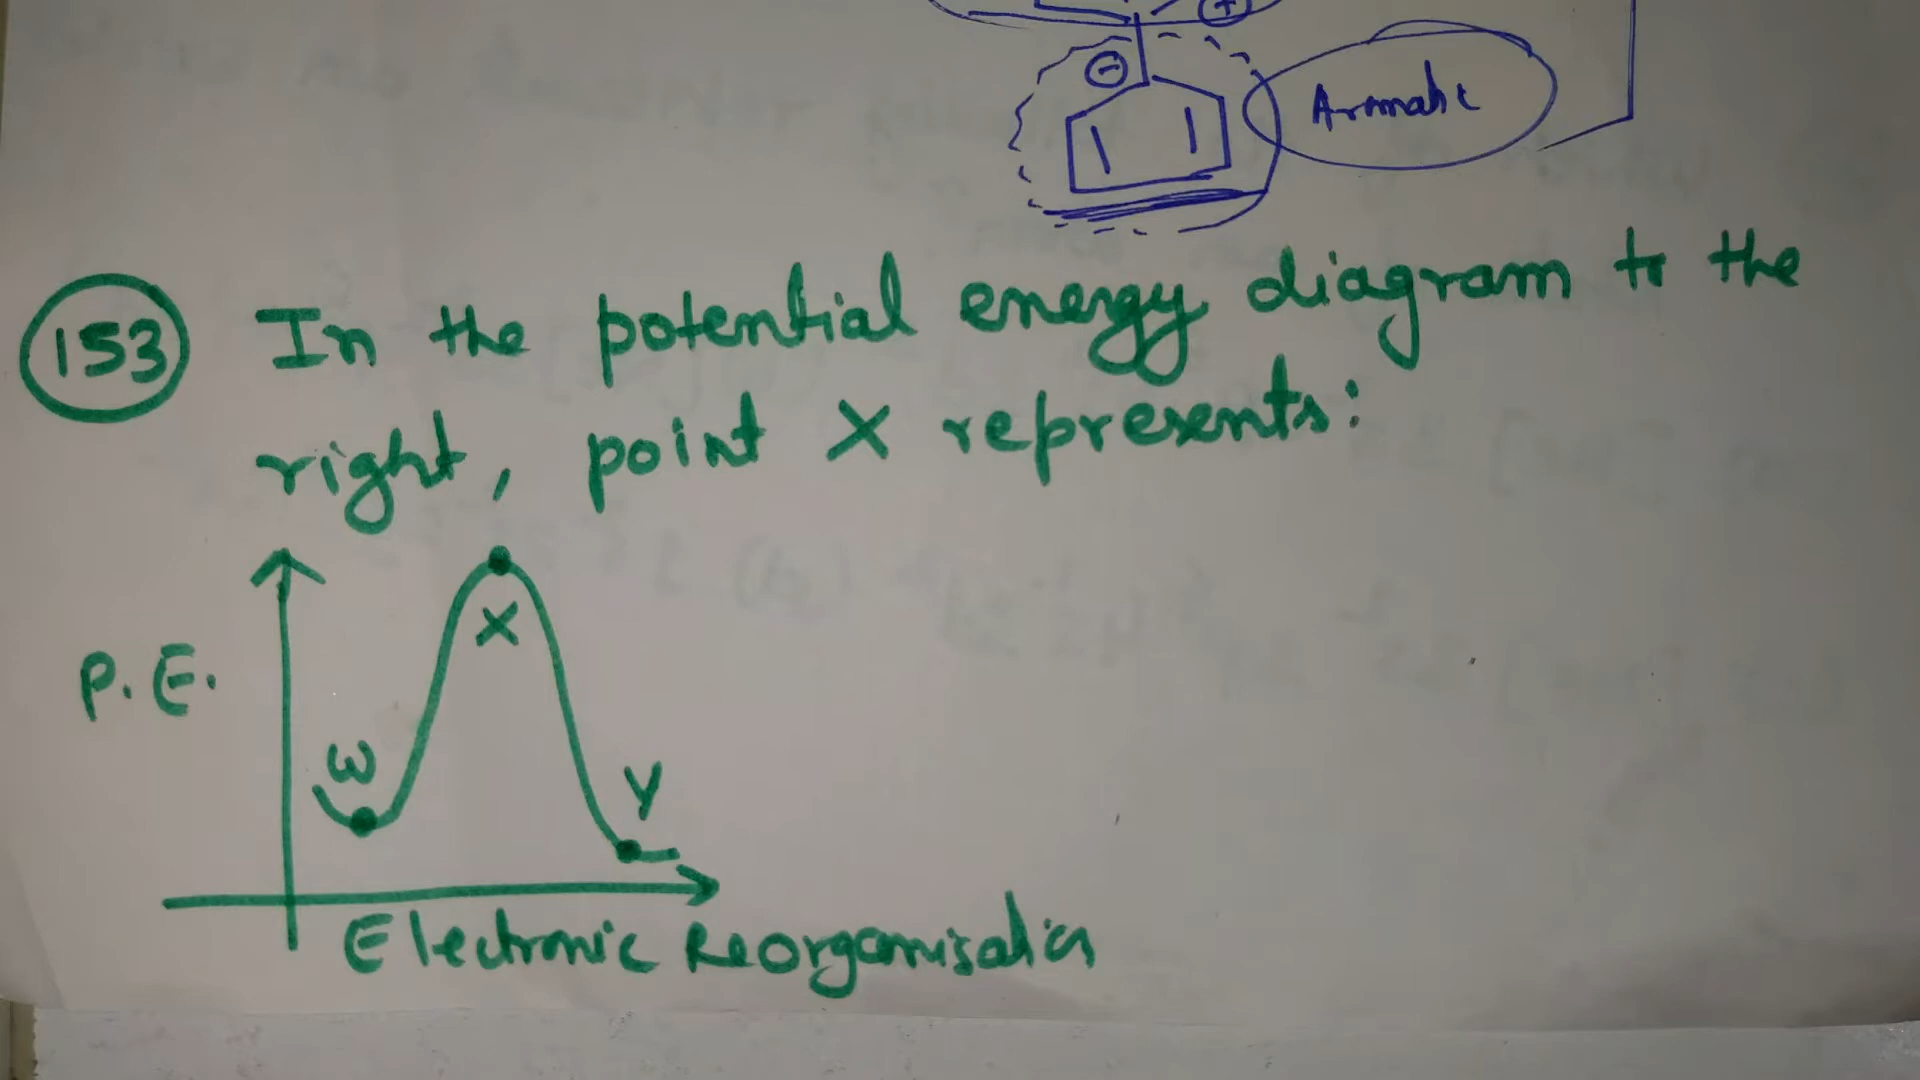 +
-
Aromatic
153 In the potential energy diagram to the
right, point X represents:
X
P.E.
W
Y
Electronic Reorganisation